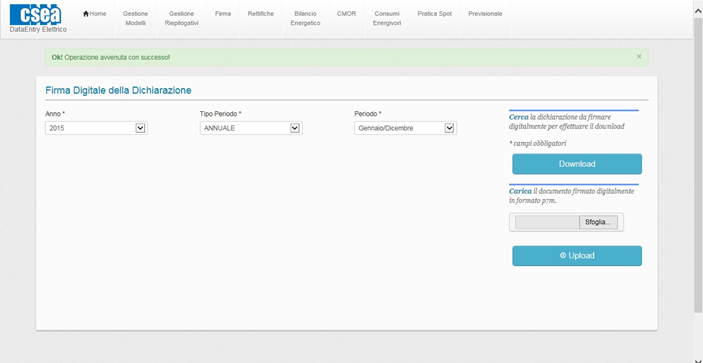 csea
DataEntry Elettrico
Home
Gestione
Modelli
Gestione
Riepilogativi
Firma
Rettifiche
Bilancio
Energetico
CMOR
Consumi
Energivori
Pratica Spot
Previsionale
Ok! Operazione avvenuta con successo! ×
Firma Digitale della Dichiarazione
Anno *
2015
Tipo Periodo *
ANNUALE
Periodo *
Gennaio/Dicembre
Cerca la dichiarazione da firmare
digitalmente per effettuare il download
* campi obbligatori
Download
Carica il documento firmato digitalmente
in formato p7m.
Sfoglia...
Upload